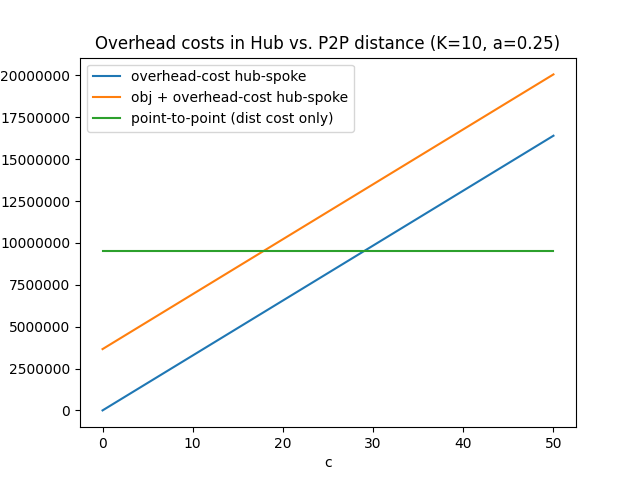 Overhead costs in Hub vs. P2P distance (K=10, a=0.25)
overhead-cost hub-spoke
obj + overhead-cost hub-spoke
point-to-point (dist cost only)
20000000
17500000
15000000
12500000
10000000
7500000
5000000
2500000
0
0 10 20 30 40 50
c